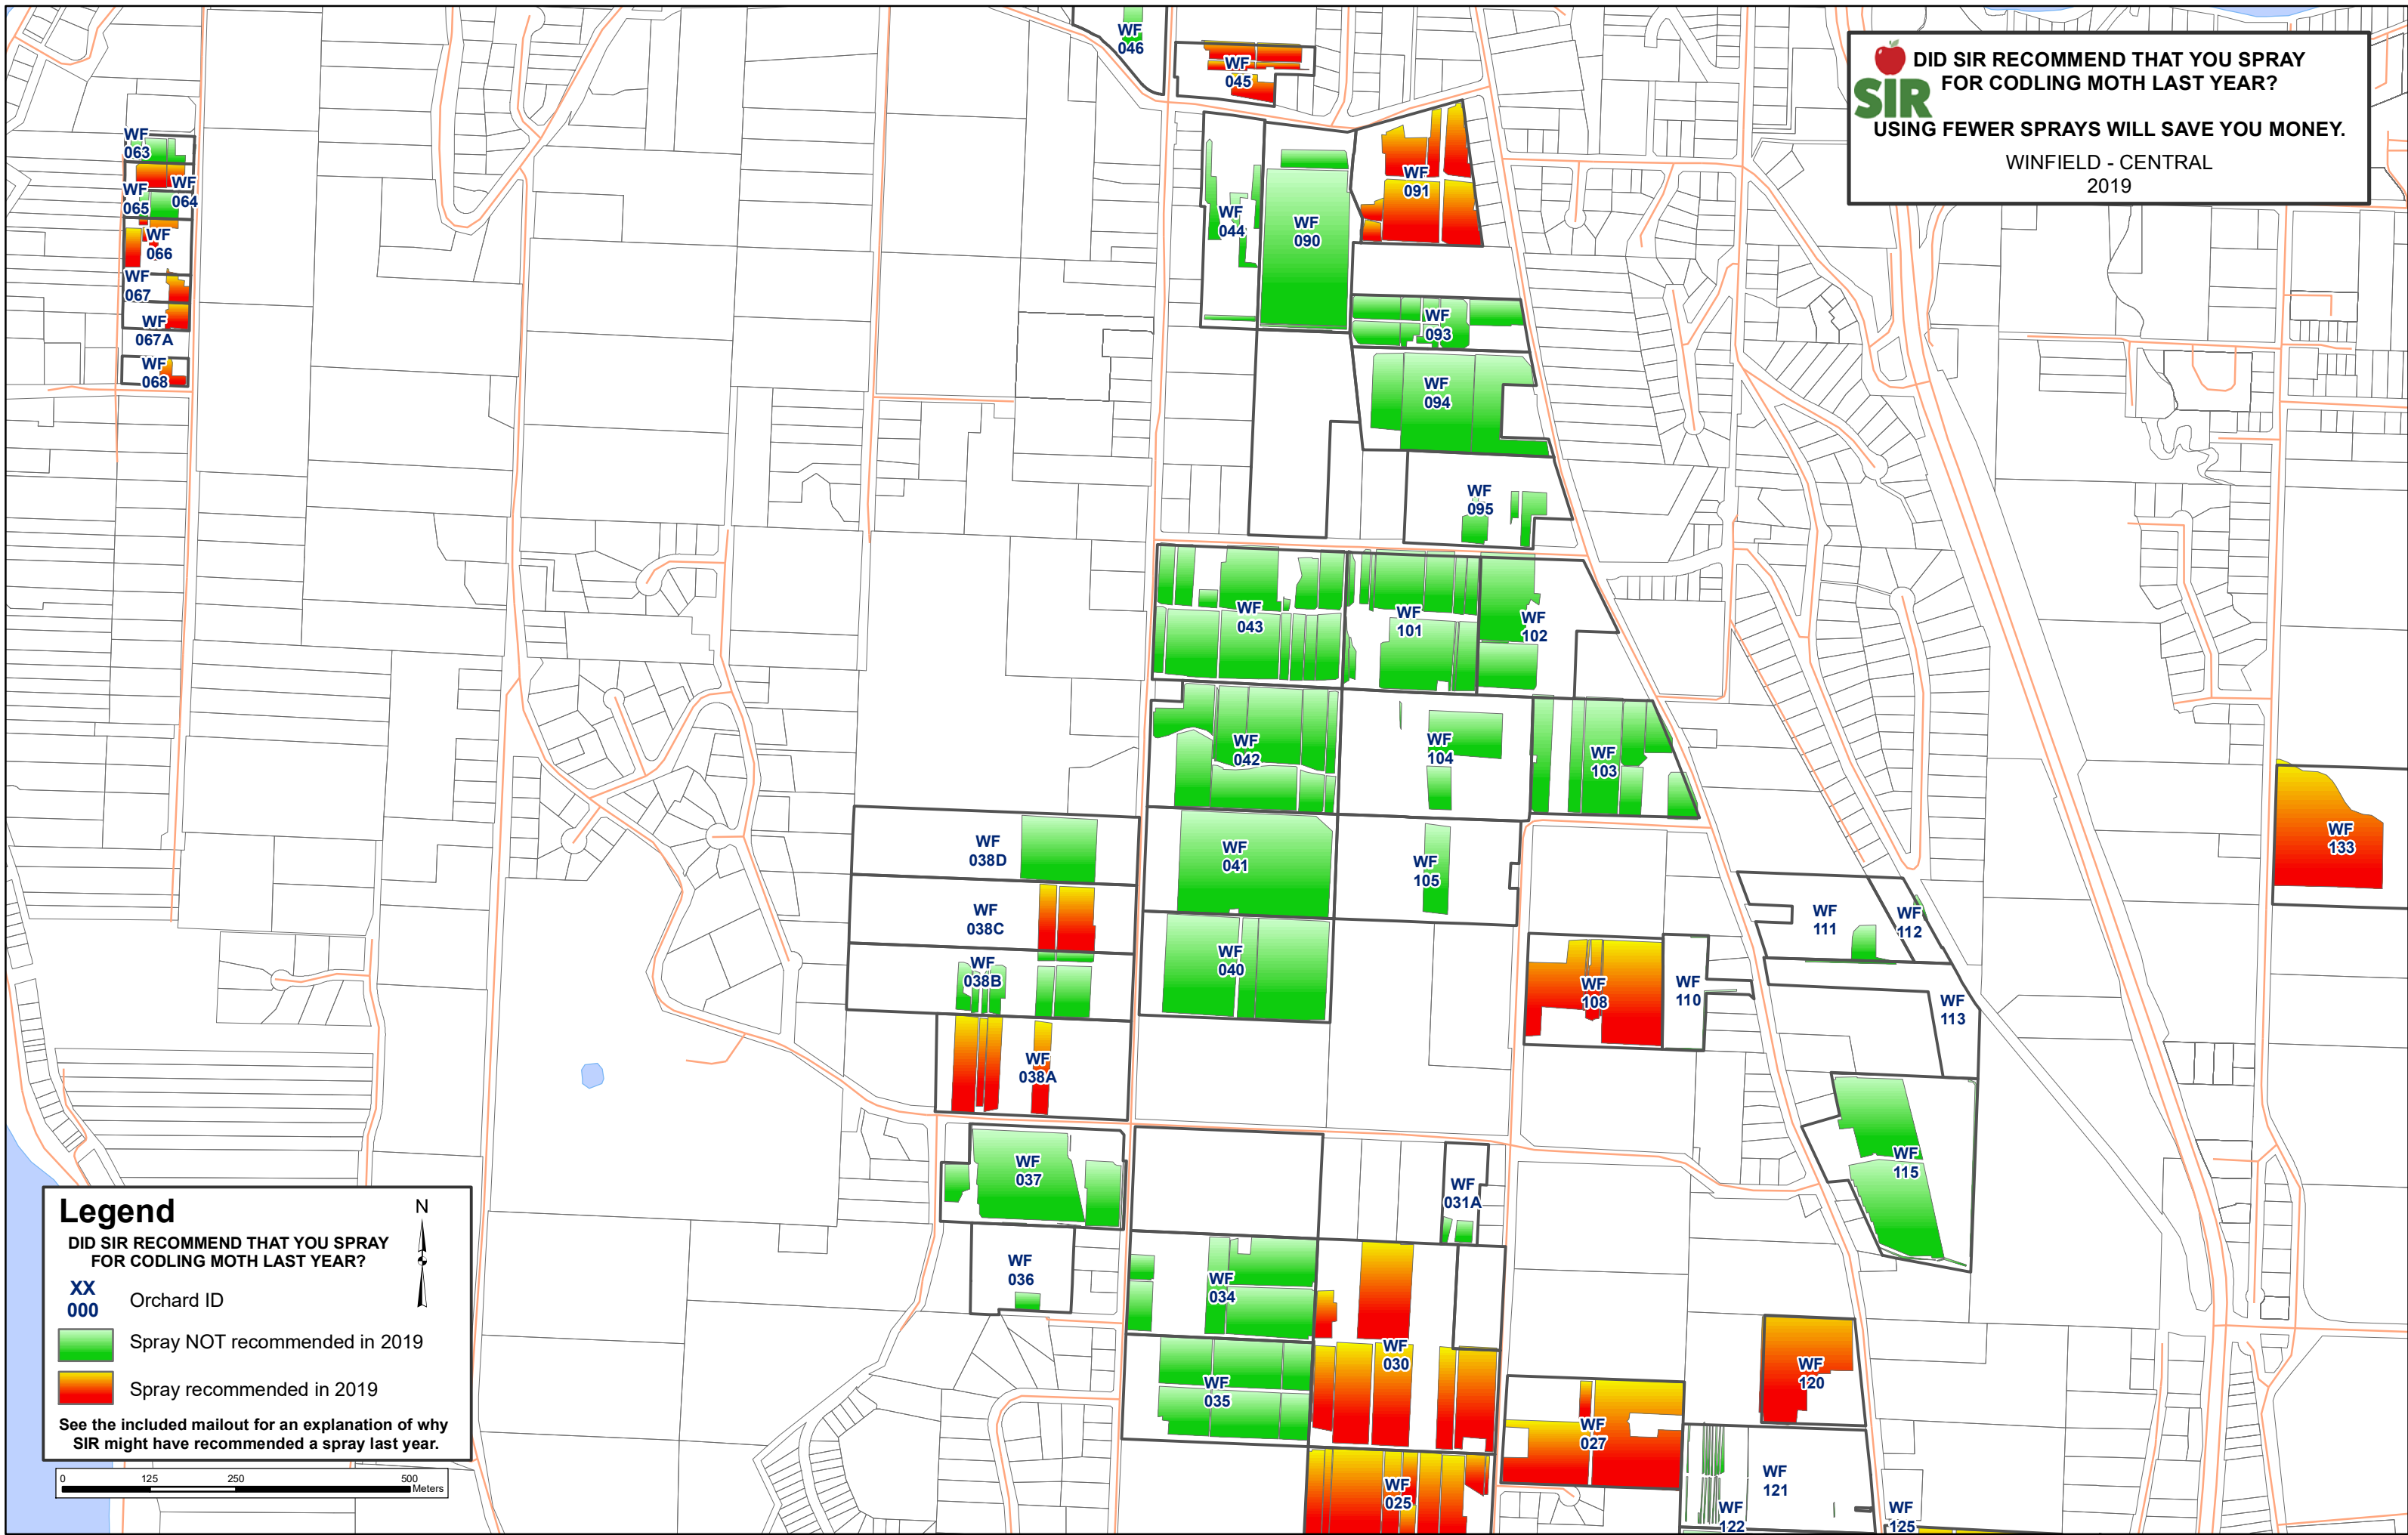 DID SIR RECOMMEND THAT YOU SPRAY
FOR CODLING MOTH LAST YEAR?
SIR
USING FEWER SPRAYS WILL SAVE YOU MONEY.
WINFIELD - CENTRAL
2019
WF
046
WF
045
WF
063
WF
064
WF
065
WF
066
WF
067
WF
067A
WF
068
WF
044
WF
090
WF
091
WF
093
WF
094
WF
095
WF
043
WF
101
WF
102
WF
042
WF
104
WF
103
WF
038D
WF
041
WF
105
WF
133
WF
038C
WF
111
WF
112
WF
038B
WF
040
WF
108
WF
110
WF
113
WF
038A
WF
037
WF
031A
WF
115
WF
036
WF
034
WF
030
WF
120
WF
035
WF
027
WF
025
WF
121
WF
122
WF
125
Legend
N
DID SIR RECOMMEND THAT YOU SPRAY
FOR CODLING MOTH LAST YEAR?
XX
000
Orchard ID
Spray NOT recommended in 2019
Spray recommended in 2019
See the included mailout for an explanation of why
SIR might have recommended a spray last year.
0 125 250 500
Meters